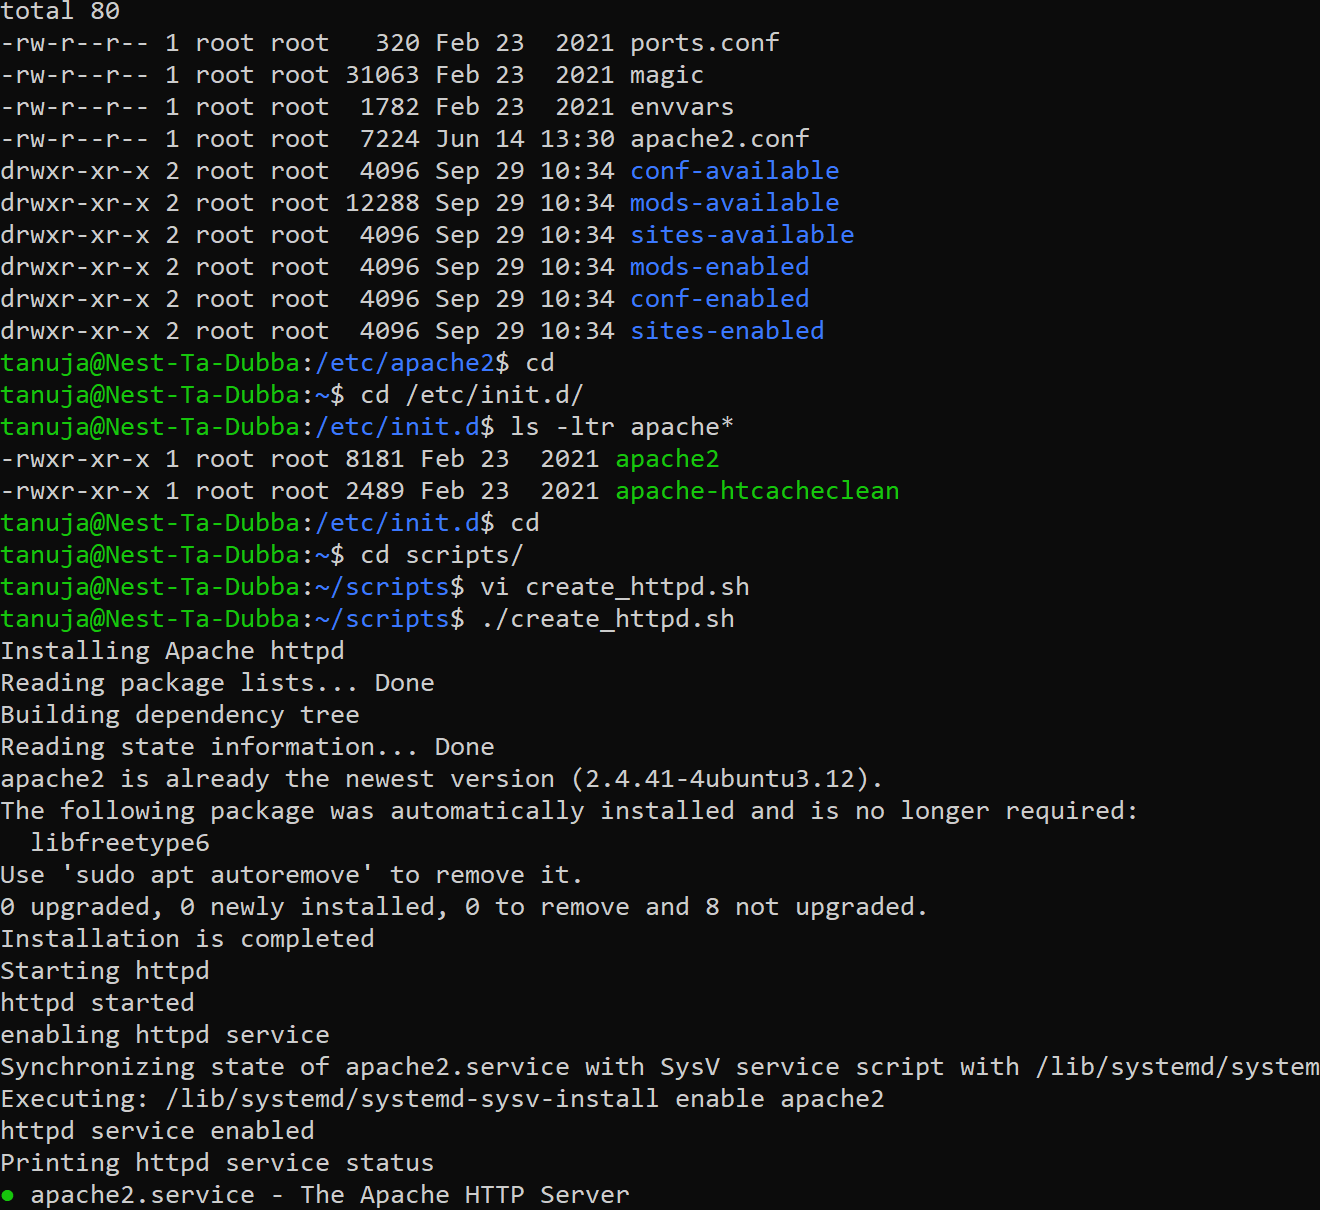 total 80
-rw-r--r-- 1 root root   320 Feb 23  2021 ports.conf
-rw-r--r-- 1 root root 31063 Feb 23  2021 magic
-rw-r--r-- 1 root root  1782 Feb 23  2021 envvars
-rw-r--r-- 1 root root  7224 Jun 14 13:30 apache2.conf
drwxr-xr-x 2 root root  4096 Sep 29 10:34 conf-available
drwxr-xr-x 2 root root 12288 Sep 29 10:34 mods-available
drwxr-xr-x 2 root root  4096 Sep 29 10:34 sites-available
drwxr-xr-x 2 root root  4096 Sep 29 10:34 mods-enabled
drwxr-xr-x 2 root root  4096 Sep 29 10:34 conf-enabled
drwxr-xr-x 2 root root  4096 Sep 29 10:34 sites-enabled
tanuja@Nest-Ta-Dubba:/etc/apache2$ cd
tanuja@Nest-Ta-Dubba:~$ cd /etc/init.d/
tanuja@Nest-Ta-Dubba:/etc/init.d$ ls -ltr apache*
-rwxr-xr-x 1 root root 8181 Feb 23  2021 apache2
-rwxr-xr-x 1 root root 2489 Feb 23  2021 apache-htcacheclean
tanuja@Nest-Ta-Dubba:/etc/init.d$ cd
tanuja@Nest-Ta-Dubba:~$ cd scripts/
tanuja@Nest-Ta-Dubba:~/scripts$ vi create_httpd.sh
tanuja@Nest-Ta-Dubba:~/scripts$ ./create_httpd.sh
Installing Apache httpd
Reading package lists... Done
Building dependency tree
Reading state information... Done
apache2 is already the newest version (2.4.41-4ubuntu3.12).
The following package was automatically installed and is no longer required:
  libfreetype6
Use 'sudo apt autoremove' to remove it.
0 upgraded, 0 newly installed, 0 to remove and 8 not upgraded.
Installation is completed
Starting httpd
httpd started
enabling httpd service
Synchronizing state of apache2.service with SysV service script with /lib/systemd/system
Executing: /lib/systemd/systemd-sysv-install enable apache2
httpd service enabled
Printing httpd service status
● apache2.service - The Apache HTTP Server